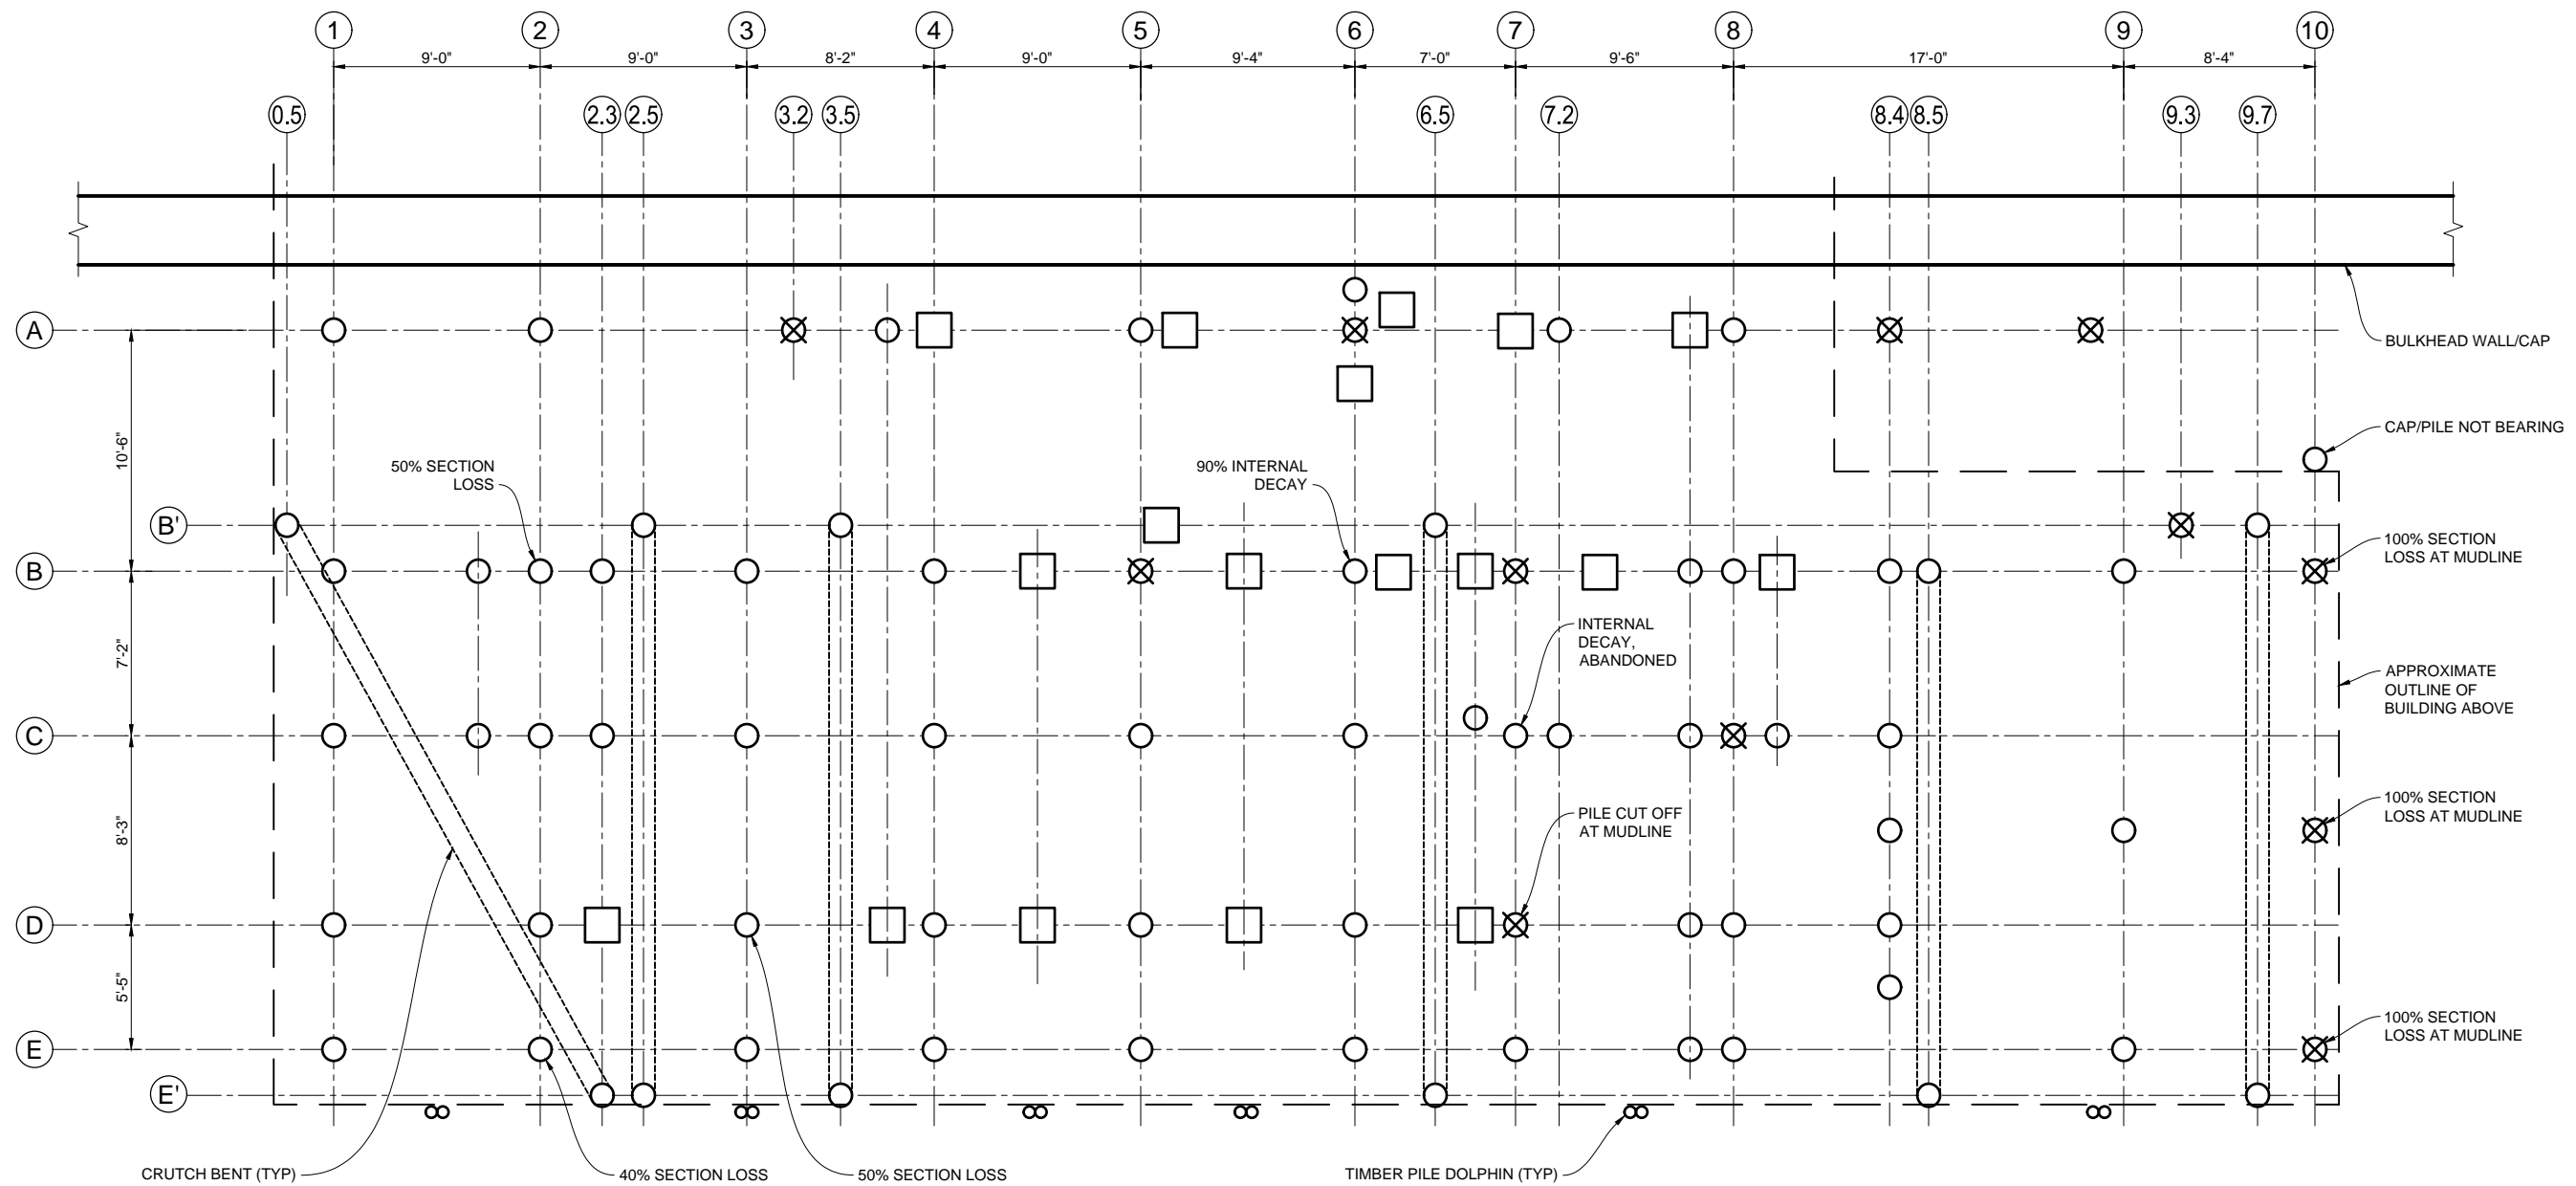 1 2 3 4 5 6 7 8 9 10
9'-0" 9'-0" 8'-2" 9'-0" 9'-4" 7'-0" 9'-6" 17'-0" 8'-4"
0.5 2.3 2.5 3.2 3.5 6.5 7.2 8.4 8.5 9.3 9.7
A
BULKHEAD WALL/CAP
10'-6"
CAP/PILE NOT BEARING
50% SECTION
LOSS
90% INTERNAL
DECAY
B'
100% SECTION
LOSS AT MUDLINE
B
7'-2"
INTERNAL
DECAY,
ABANDONED
APPROXIMATE
OUTLINE OF
BUILDING ABOVE
C
8'-3"
PILE CUT OFF
AT MUDLINE
100% SECTION
LOSS AT MUDLINE
D
5'-5"
100% SECTION
LOSS AT MUDLINE
E
E'
CRUTCH BENT (TYP)
40% SECTION LOSS
50% SECTION LOSS
TIMBER PILE DOLPHIN (TYP)